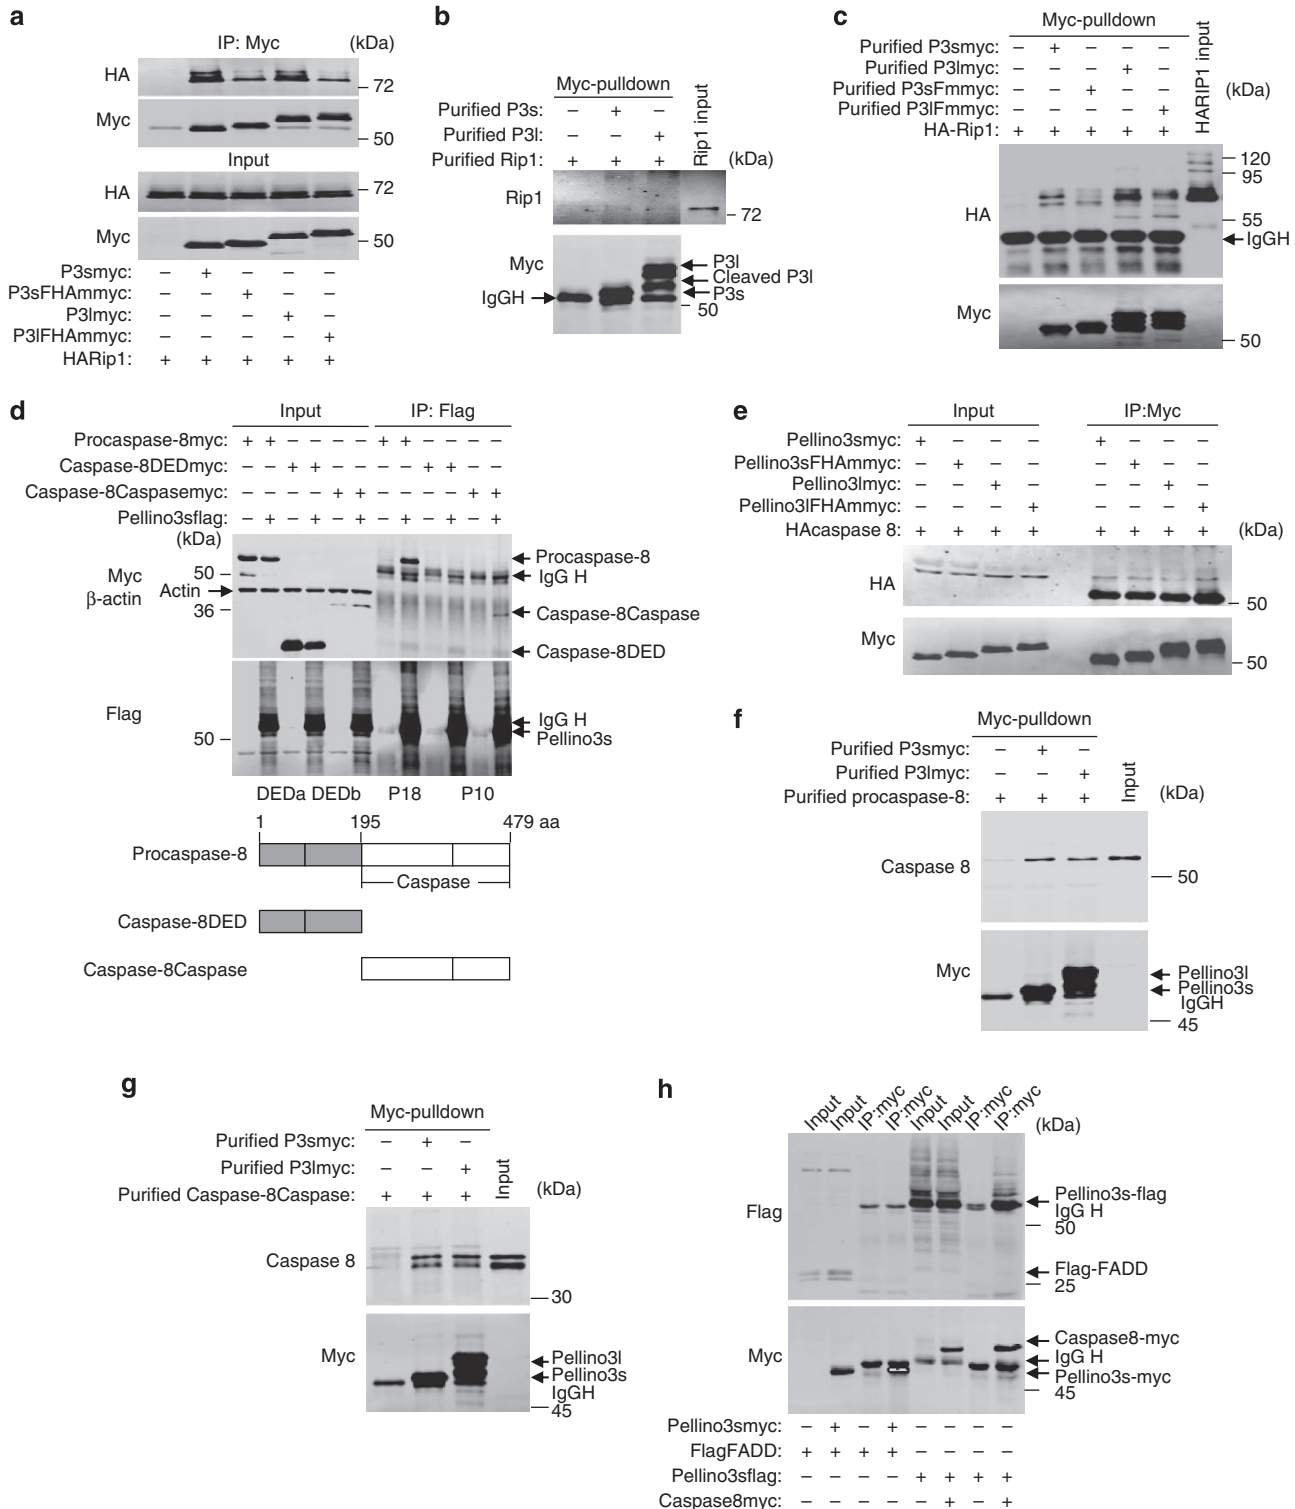 a
IP: Myc (kDa)
HA
72
Myc
50
Input
HA
72
Myc
50
P3smyc: – + – – –
P3sFHAmmyc: – – + – –
P3lmyc: – – – + –
P3lFHAmmyc: – – – – +
HARip1: + + + + +
b
Myc-pulldown
Purified P3s: – + –
Purified P3l: – – +
Purified Rip1: + + +
Rip1 input
(kDa)
Rip1
72
Myc
P3l
Cleaved P3l
IgGH
P3s
50
c
Myc-pulldown
Purified P3smyc: – + – – –
Purified P3lmyc: – – – + –
Purified P3sFmmyc: – – + – –
Purified P3lFmmyc: – – – – +
HA-Rip1: + + + + +
HARIP1 input
(kDa)
120
95
HA
55
IgGH
Myc
50
d
Input IP: Flag
Procaspase-8myc: + + – – – – + + – – – –
Caspase-8DEDmyc: – – + + – – – – + + – –
Caspase-8Caspasemyc: – – – – + + – – – – + +
Pellino3sflag: – + – + – + – + – + – +
(kDa)
Procaspase-8
50
Myc
IgG H
Actin
β-actin
36
Caspase-8Caspase
Caspase-8DED
Flag
IgG H
50
Pellino3s
DEDa DEDb P18 P10
1 195 479 aa
Procaspase-8
Caspase
Caspase-8DED
Caspase-8Caspase
e
Input IP:Myc
Pellino3smyc: + – – – + – – –
Pellino3sFHAmmyc: – + – – – + – –
Pellino3lmyc: – – + – – – + –
Pellino3lFHAmmyc: – – – + – – – +
HAcaspase 8: + + + + + + + + (kDa)
HA
50
Myc
50
f
Myc-pulldown
Purified P3smyc: – + –
Purified P3lmyc: – – +
Purified procaspase-8: + + +
Input
(kDa)
Caspase 8
50
Myc
Pellino3l
Pellino3s
IgGH
45
g
Myc-pulldown
Purified P3smyc: – + –
Purified P3lmyc: – – +
Purified Caspase-8Caspase: + + +
Input
(kDa)
Caspase 8
30
Myc
Pellino3l
Pellino3s
IgGH
45
h
Input Input IP:myc IP:myc Input Input IP:myc IP:myc
(kDa)
Flag
Pellino3s-flag
IgG H
50
Flag-FADD
25
Myc
Caspase8-myc
IgG H
Pellino3s-myc
45
Pellino3smyc: – + – + – – – –
FlagFADD: + + + + – – – –
Pellino3sflag: – – – – + + + +
Caspase8myc: – – – – – + – +